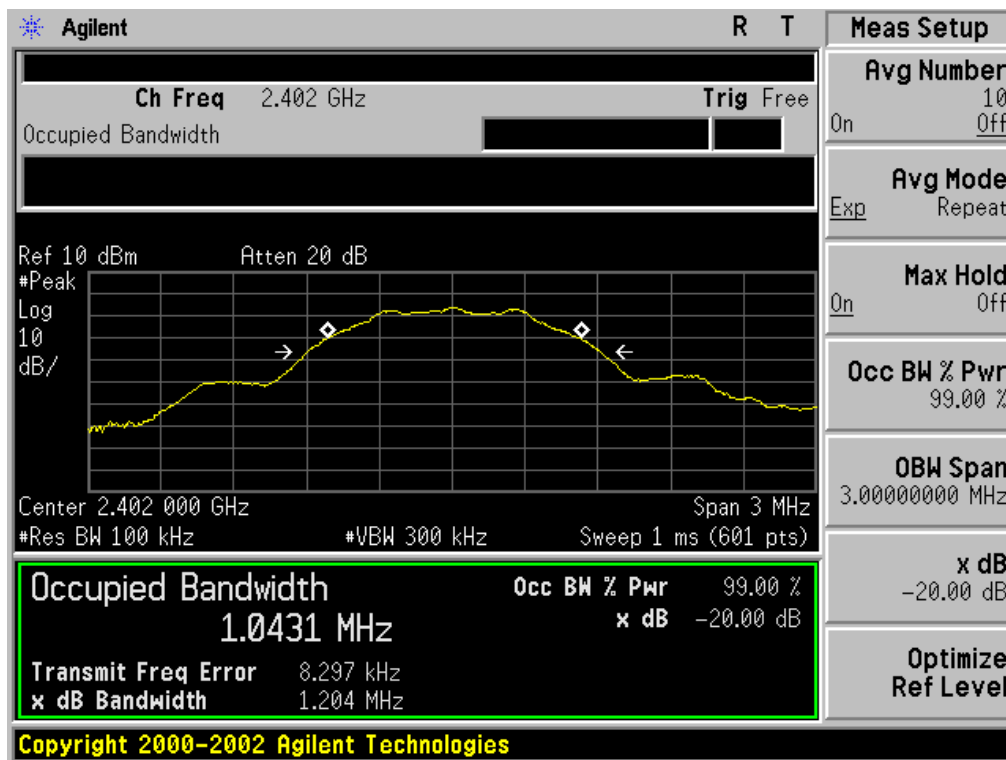 Agilent R T
Meas Setup
Ch Freq 2.402 GHz Trig Free
Occupied Bandwidth
Ref 10 dBm Atten 20 dB
#Peak
Log
10
dB/
Center 2.402 000 GHz Span 3 MHz
#Res BW 100 kHz #VBW 300 kHz Sweep 1 ms (601 pts)
Occupied Bandwidth
1.0431 MHz
Occ BW % Pwr 99.00 %
x dB -20.00 dB
Transmit Freq Error 8.297 kHz
x dB Bandwidth 1.204 MHz
Avg Number
10
On Off
Avg Mode
Exp Repeat
Max Hold
On Off
Occ BW % Pwr
99.00 %
OBW Span
3.00000000 MHz
x dB
-20.00 dB
Optimize
Ref Level
Copyright 2000-2002 Agilent Technologies